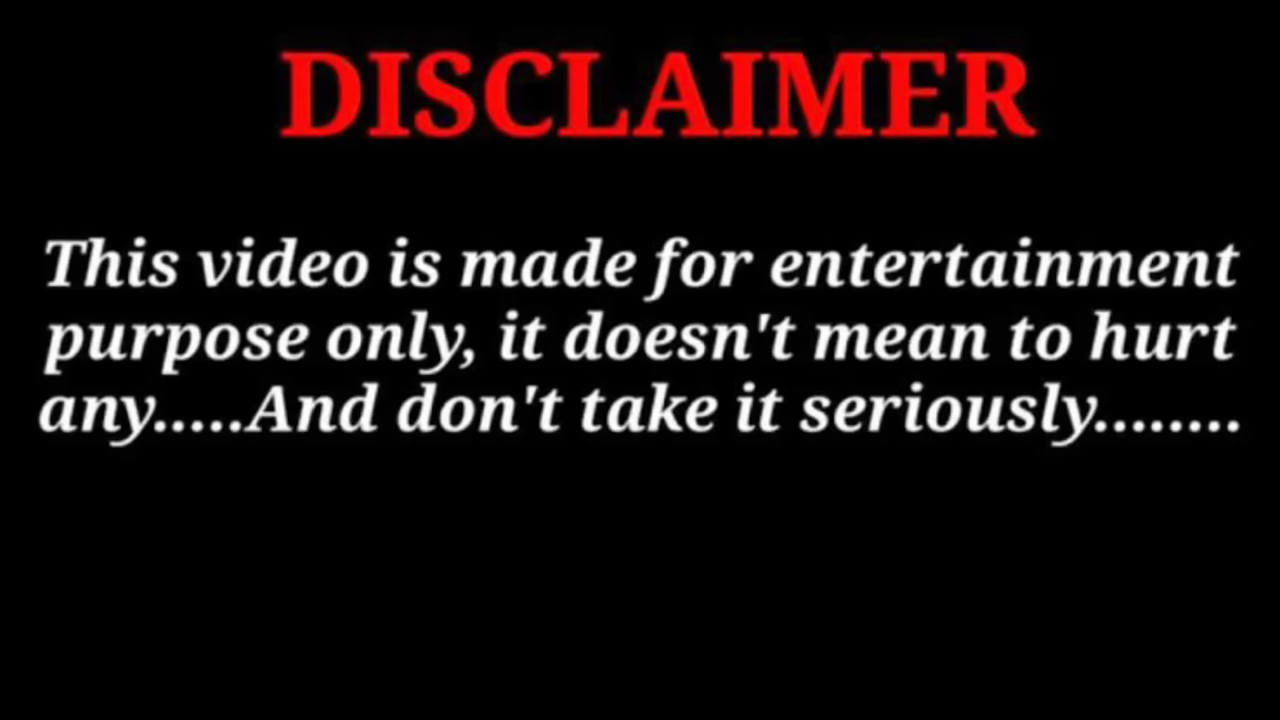 DISCLAIMER
This video is made for entertainment
purpose only, it doesn't mean to hurt
any.....And don't take it seriously........